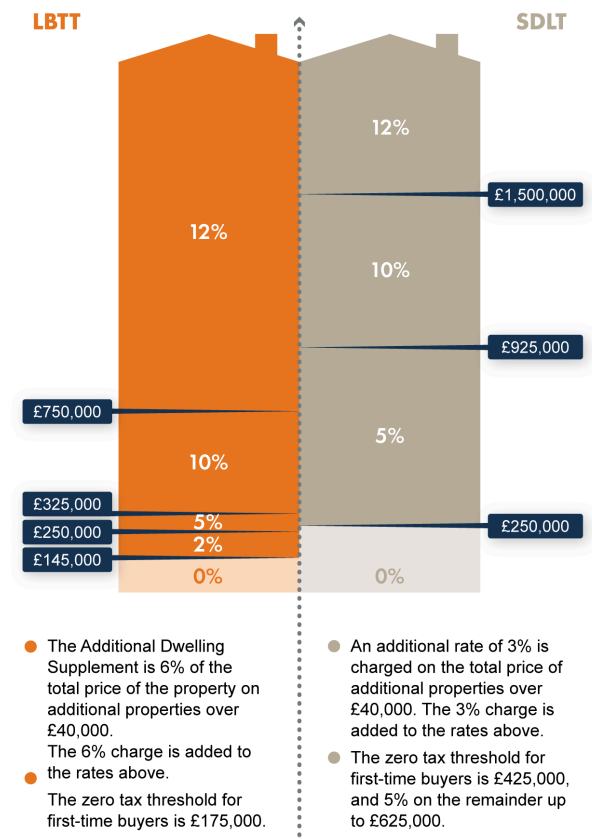 LBTT
SDLT
12%
£1,500,000
12%
10%
£925,000
£750,000
5%
10%
£325,000
5%
£250,000
£250,000
2%
£145,000
0%
0%
The Additional Dwelling
Supplement is 6% of the
total price of the property on
additional properties over
£40,000.
The 6% charge is added to
the rates above.
The zero tax threshold for
first-time buyers is £175,000.
An additional rate of 3% is
charged on the total price of
additional properties over
£40,000. The 3% charge is
added to the rates above.
The zero tax threshold for
first-time buyers is £425,000,
and 5% on the remainder up
to £625,000.